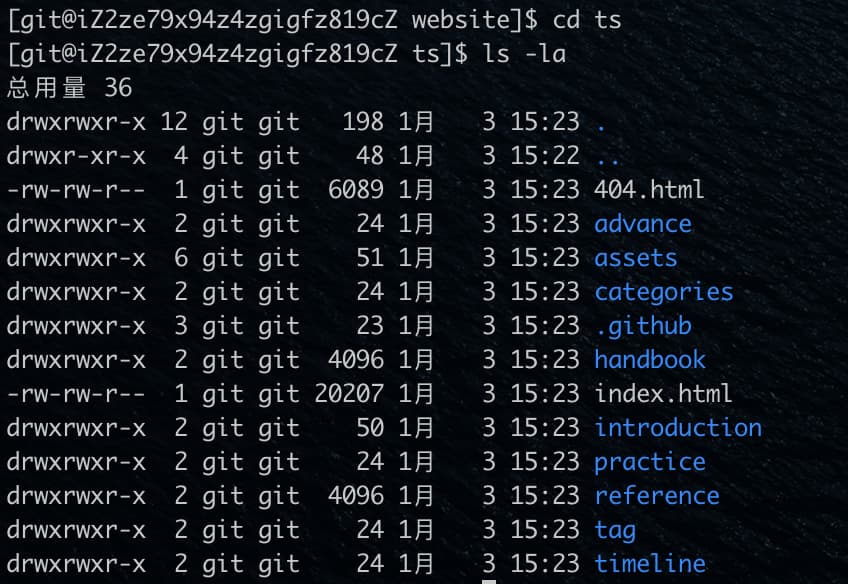 [git@iZ2ze79x94z4zgigfz819cZ website]$ cd ts
[git@iZ2ze79x94z4zgigfz819cZ ts]$ ls -la
总用量 36
drwxrwxr-x 12 git git   198 1月   3 15:23 .
drwxr-xr-x  4 git git    48 1月   3 15:22 ..
-rw-rw-r--  1 git git  6089 1月   3 15:23 404.html
drwxrwxr-x  2 git git    24 1月   3 15:23 advance
drwxrwxr-x  6 git git    51 1月   3 15:23 assets
drwxrwxr-x  2 git git    24 1月   3 15:23 categories
drwxrwxr-x  3 git git    23 1月   3 15:23 .github
drwxrwxr-x  2 git git  4096 1月   3 15:23 handbook
-rw-rw-r--  1 git git 20207 1月   3 15:23 index.html
drwxrwxr-x  2 git git    50 1月   3 15:23 introduction
drwxrwxr-x  2 git git    24 1月   3 15:23 practice
drwxrwxr-x  2 git git  4096 1月   3 15:23 reference
drwxrwxr-x  2 git git    24 1月   3 15:23 tag
drwxrwxr-x  2 git git    24 1月   3 15:23 timeline